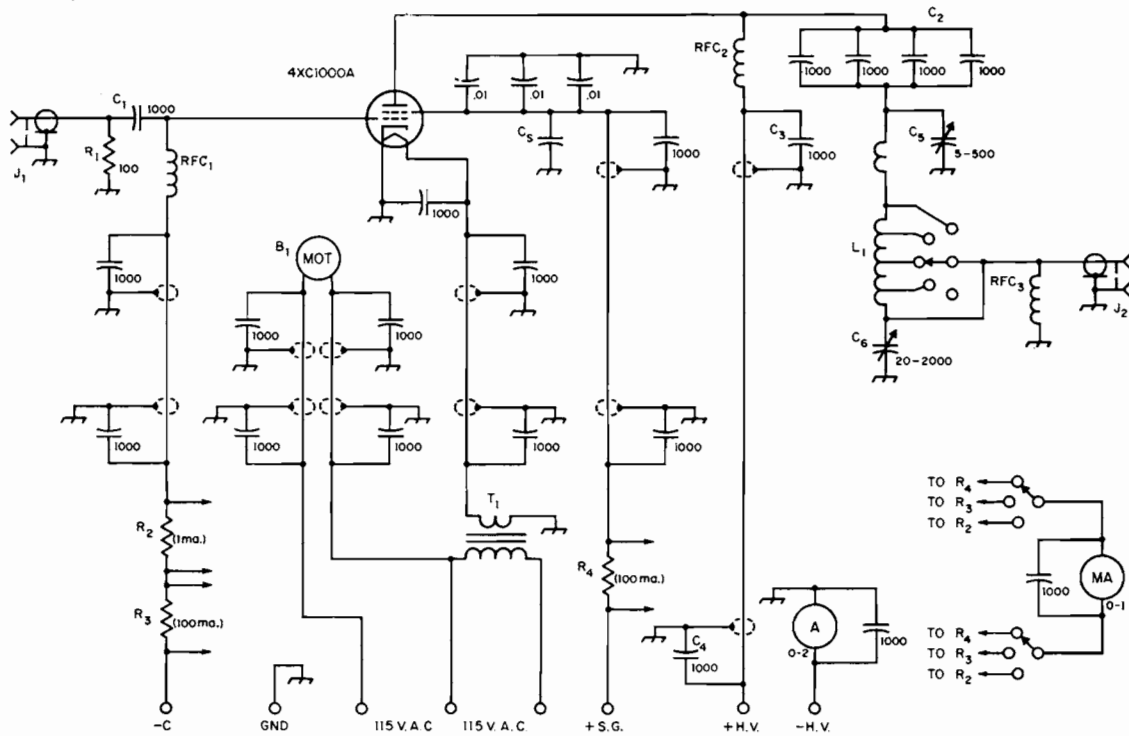 C2
RFC2
1000
1000
1000
1000
4XC1000A
.01
.01
.01
C1
1000
J1
R1
100
RFC1
CS
1000
C3
1000
C5
5-500
1000
L1
RFC3
J2
B1
MOT
1000
1000
1000
1000
C6
20-2000
1000
1000
1000
1000
1000
T1
R2
(1ma.)
R3
(100ma.)
R4
(100 ma.)
C4
1000
A
0-2
1000
TO R4
TO R3
TO R2
1000
MA
0-1
TO R4
TO R3
TO R2
-C
GND
115 V. A.C
115 V. A.C.
+S.G.
+H.V.
-H.V.